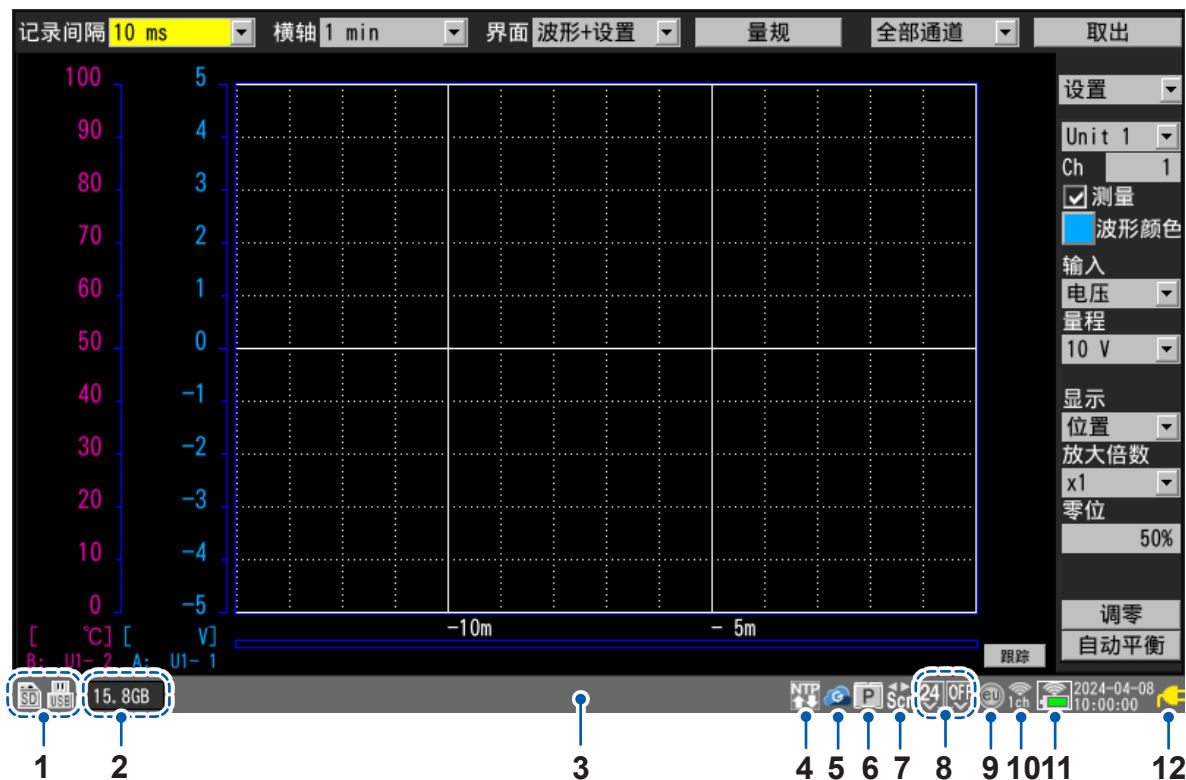 记录间隔 10 ms 横轴 1 min 界面 波形+设置 量规 全部通道 取出
100 5
90 4
80 3
70 2
60 1
50 0
40 -1
30 -2
20 -3
10 -4
0 -5
[ ℃] [ V]
B: U1- 2 A: U1- 1
-10m - 5m
跟踪
设置
Unit 1
Ch 1
测量
波形颜色
输入
电压
量程
10 V
显示
位置
放大倍数
x1
零位
50%
调零
自动平衡
SD USB 15.8GB NTP P Scr 24 OFF eU 1ch 2024-04-08
10:00:00
1 2 3 4 5 6 7 8 9 10 11 12